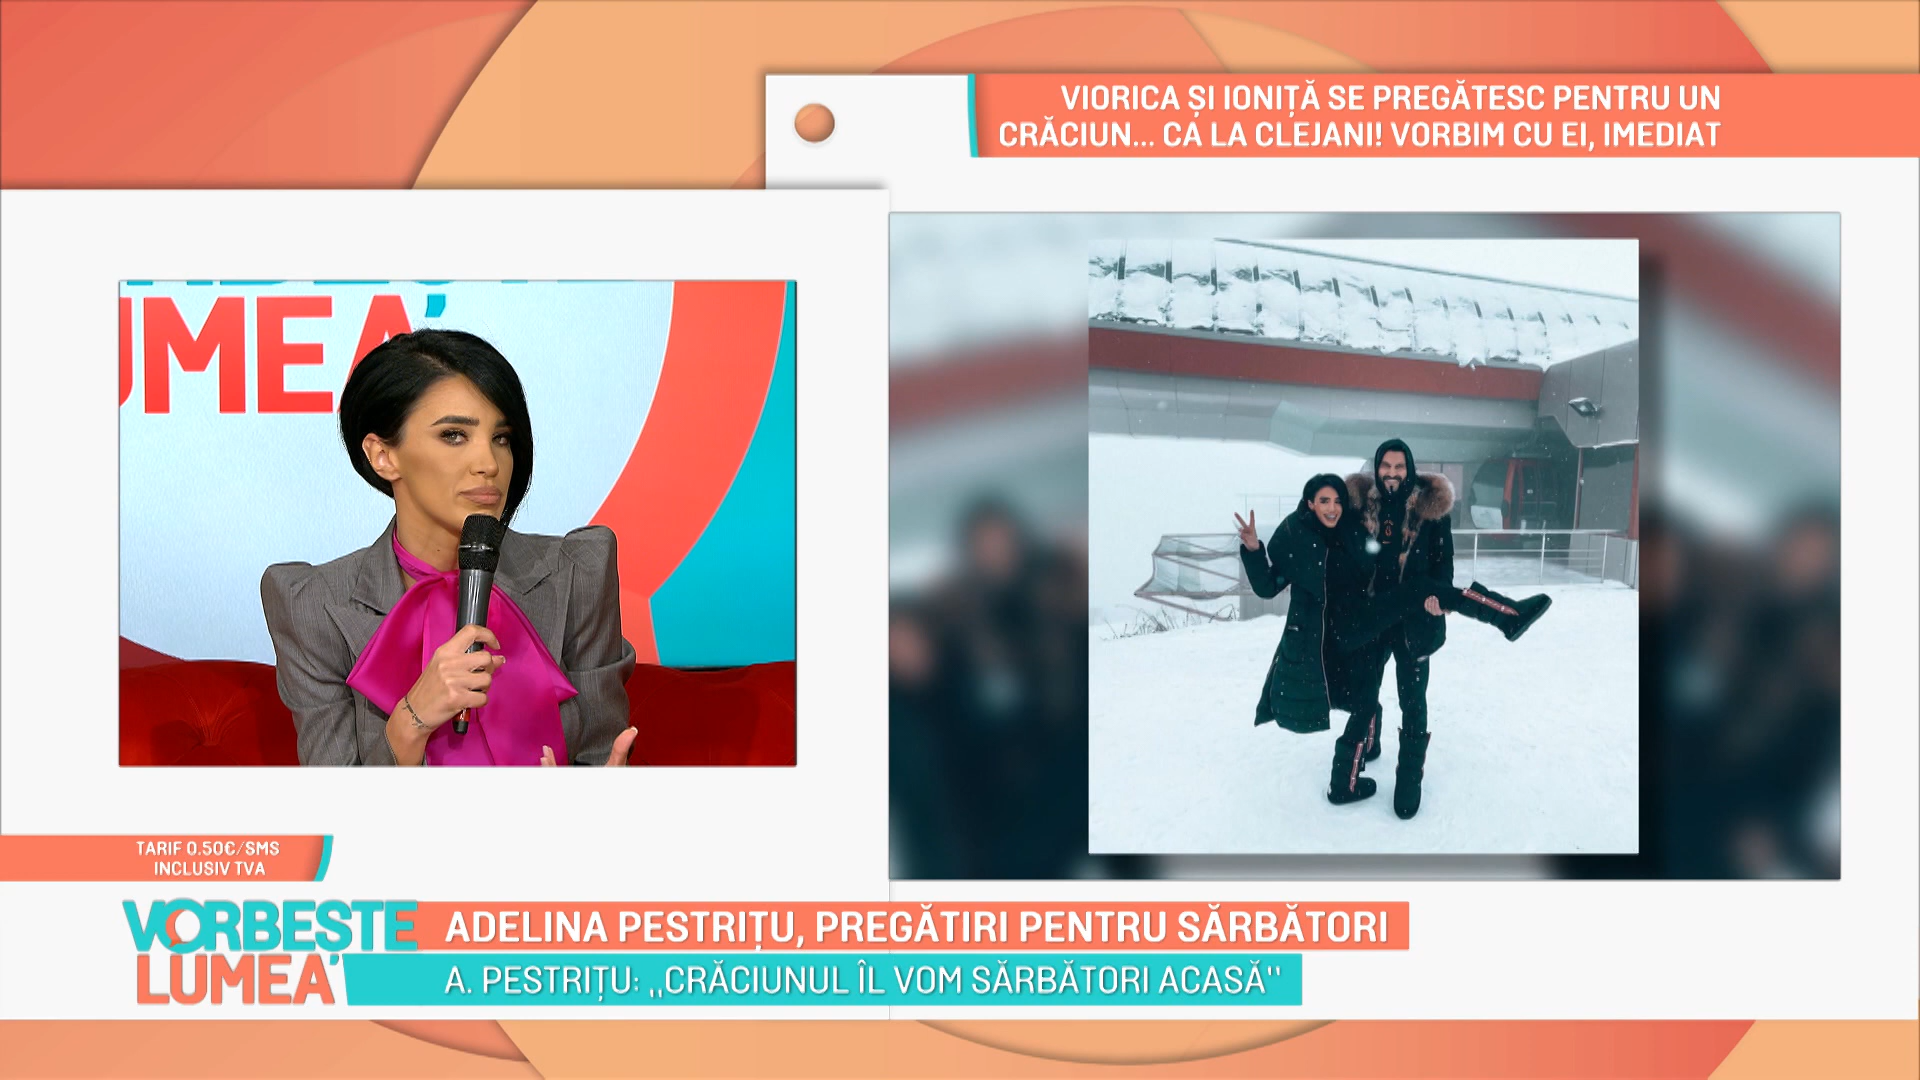 VIORICA ȘI IONIȚĂ SE PREGĂTESC PENTRU UN
CRĂCIUN... CA LA CLEJANI! VORBIM CU EI, IMEDIAT
UMEA
TARIF 0.50€/SMS
INCLUSIV TVA
VORBEȘTE
LUMEA
ADELINA PESTRIȚU, PREGĂTIRI PENTRU SĂRBĂTORI
A. PESTRIȚU: „CRĂCIUNUL ÎL VOM SĂRBĂTORI ACASĂ"